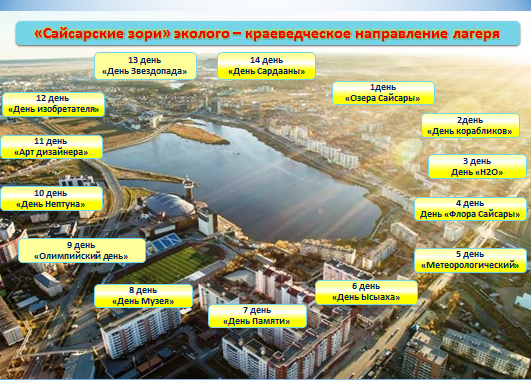 «Сайсарские зори» эколого – краеведческое направление лагеря
1день
«Озера Сайсары»
2день
«День корабликов»
3 день
День «H2O»
4 день
День «Флора Сайсары»
5 день
«Метеорологический»
6 день
«День Ысыаха»
7 день
«День Памяти»
8 день
«День Музея»
9 день
«Олимпийский день»
10 день
«День Нептуна»
11 день
«Арт дизайнера»
12 день
«День изобретателя»
13 день
«День Звездопада»
14 день
«День Сардааны»